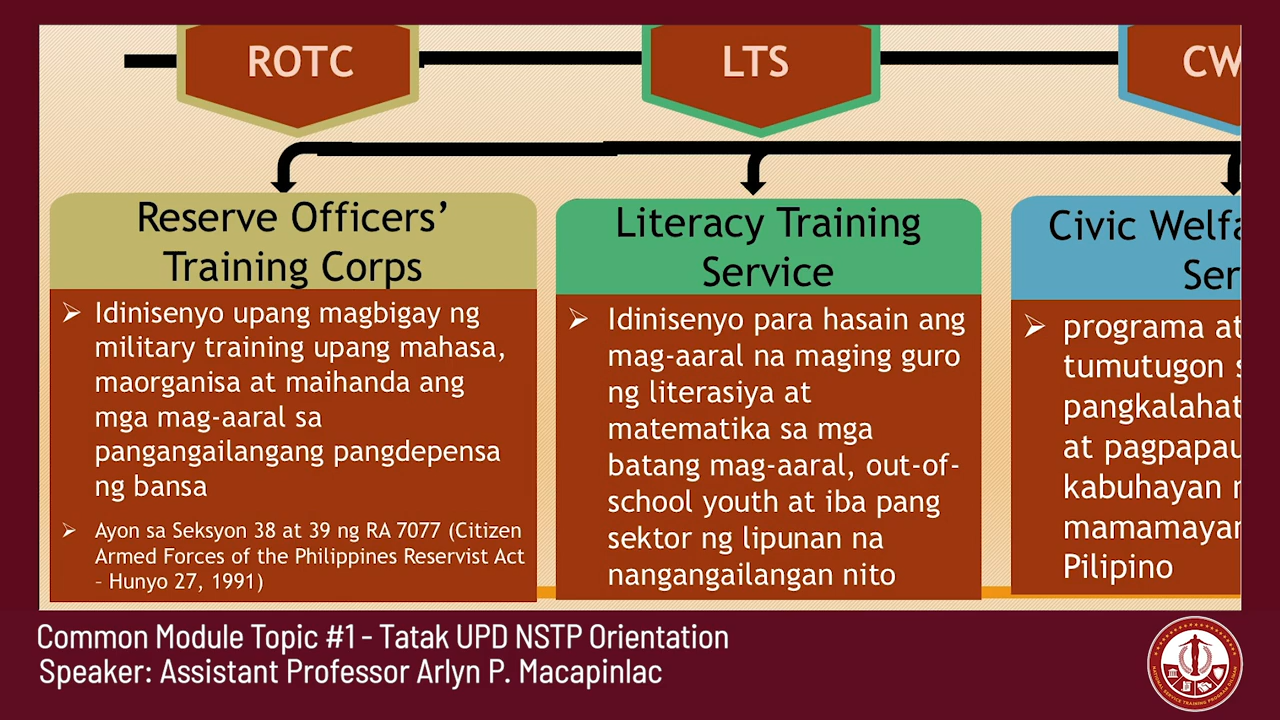 ROTC
LTS
CW
Reserve Officers’
Training Corps
Idinisenyo upang magbigay ng
military training upang mahasa,
maorganisa at maihanda ang
mga mag-aaral sa
pangangailangang pangdepensa
ng bansa
Ayon sa Seksyon 38 at 39 ng RA 7077 (Citizen
Armed Forces of the Philippines Reservist Act
– Hunyo 27, 1991)
Literacy Training
Service
Idinisenyo para hasain ang
mag-aaral na maging guro
ng literasiya at
matematika sa mga
batang mag-aaral, out-of-
school youth at iba pang
sektor ng lipunan na
nangangailangan nito
Civic Welfa
Ser
programa at
tumutugon s
pangkalahat
at pagpapau
kabuhayan
mamamayan
Pilipino
Common Module Topic #1 - Tatak UPD NSTP Orientation
Speaker: Assistant Professor Arlyn P. Macapinlac
NATIONAL SERVICE TRAINING PROGRAM DILIMAN